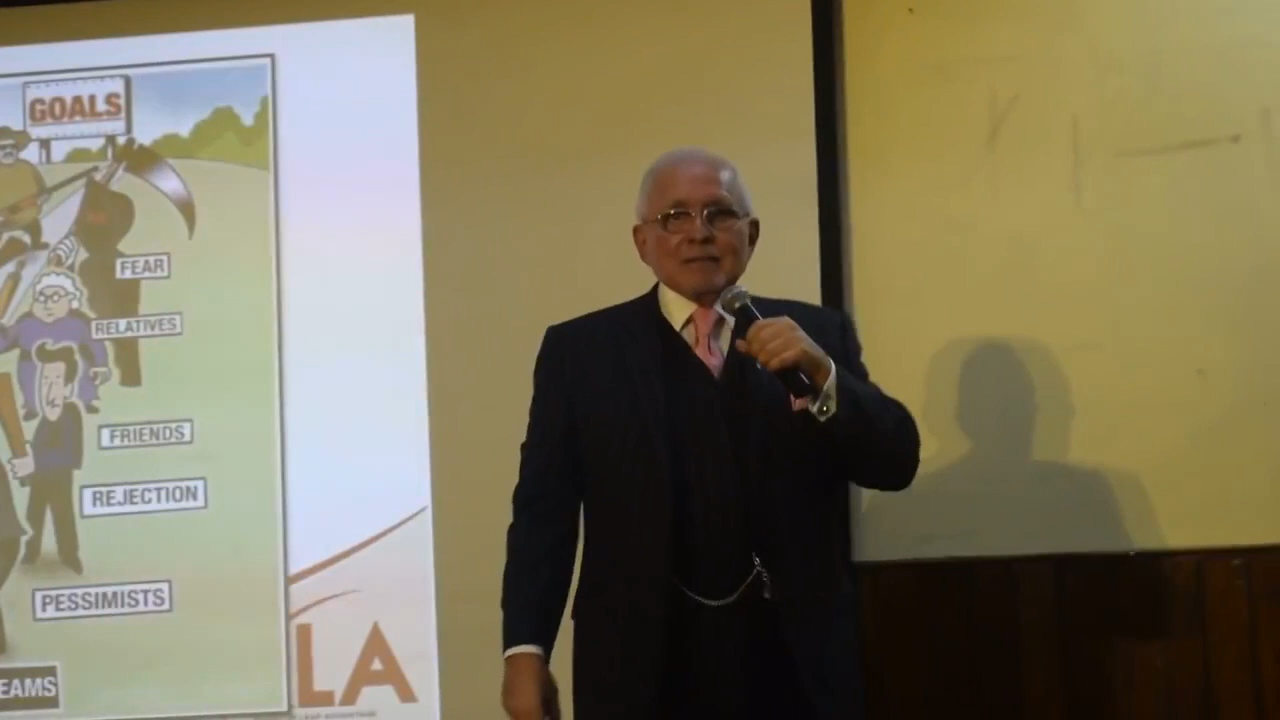 GOALS
FEAR
RELATIVES
FRIENDS
REJECTION
PESSIMISTS
EAMS
LA